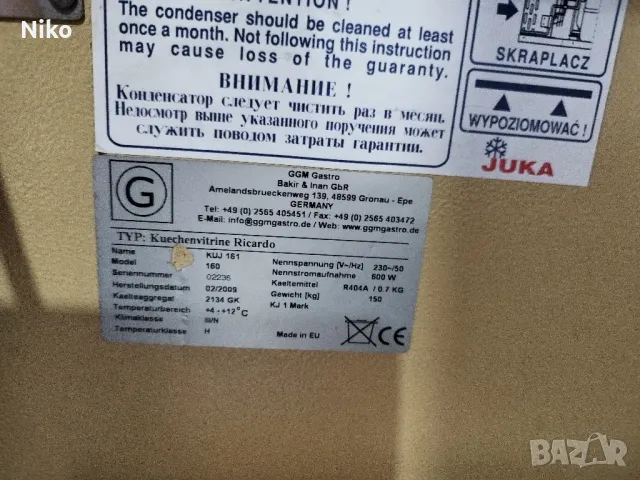 Niko
ATTENTION !
The condenser should be cleaned at least
once a month. Not following this instruction
may cause loss of the guaranty.
ВНИМАНИЕ !
Конденсатор следует чистить раз в месяц.
Недосмотр выше указанного поручения может
служить поводом затраты гарантии.
SKRAPLACZ
WYPOZIOMOWAĆ !
JUKA
G
GGM Gastro
Bakir & Inan GbR
Amelandsbrueckenweg 139, 48599 Gronau - Epe
GERMANY
Tel: +49 (0) 2565 405451 / Fax: +49 (0) 2565 403472
E-Mail: info@ggmgastro.de / Web: www.ggmgastro.com
TYP: Kuechenvitrine Ricardo
Name KUJ 161
Model 160
Seriennummer 02236
Herstellungsdatum 02/2009
Kaelteaggregat 2134 GK
Temperaturbereich +4 - +12°C
Klimaklasse III/N
Temperaturklasse H
Nennspannung [V~/Hz] 230~/50
Nennstromaufnahme 600 W
Kaeltemittel R404A / 0.7 KG
Gewicht [kg] 150
KJ 1 Mark
Made in EU
CE
BAZAR